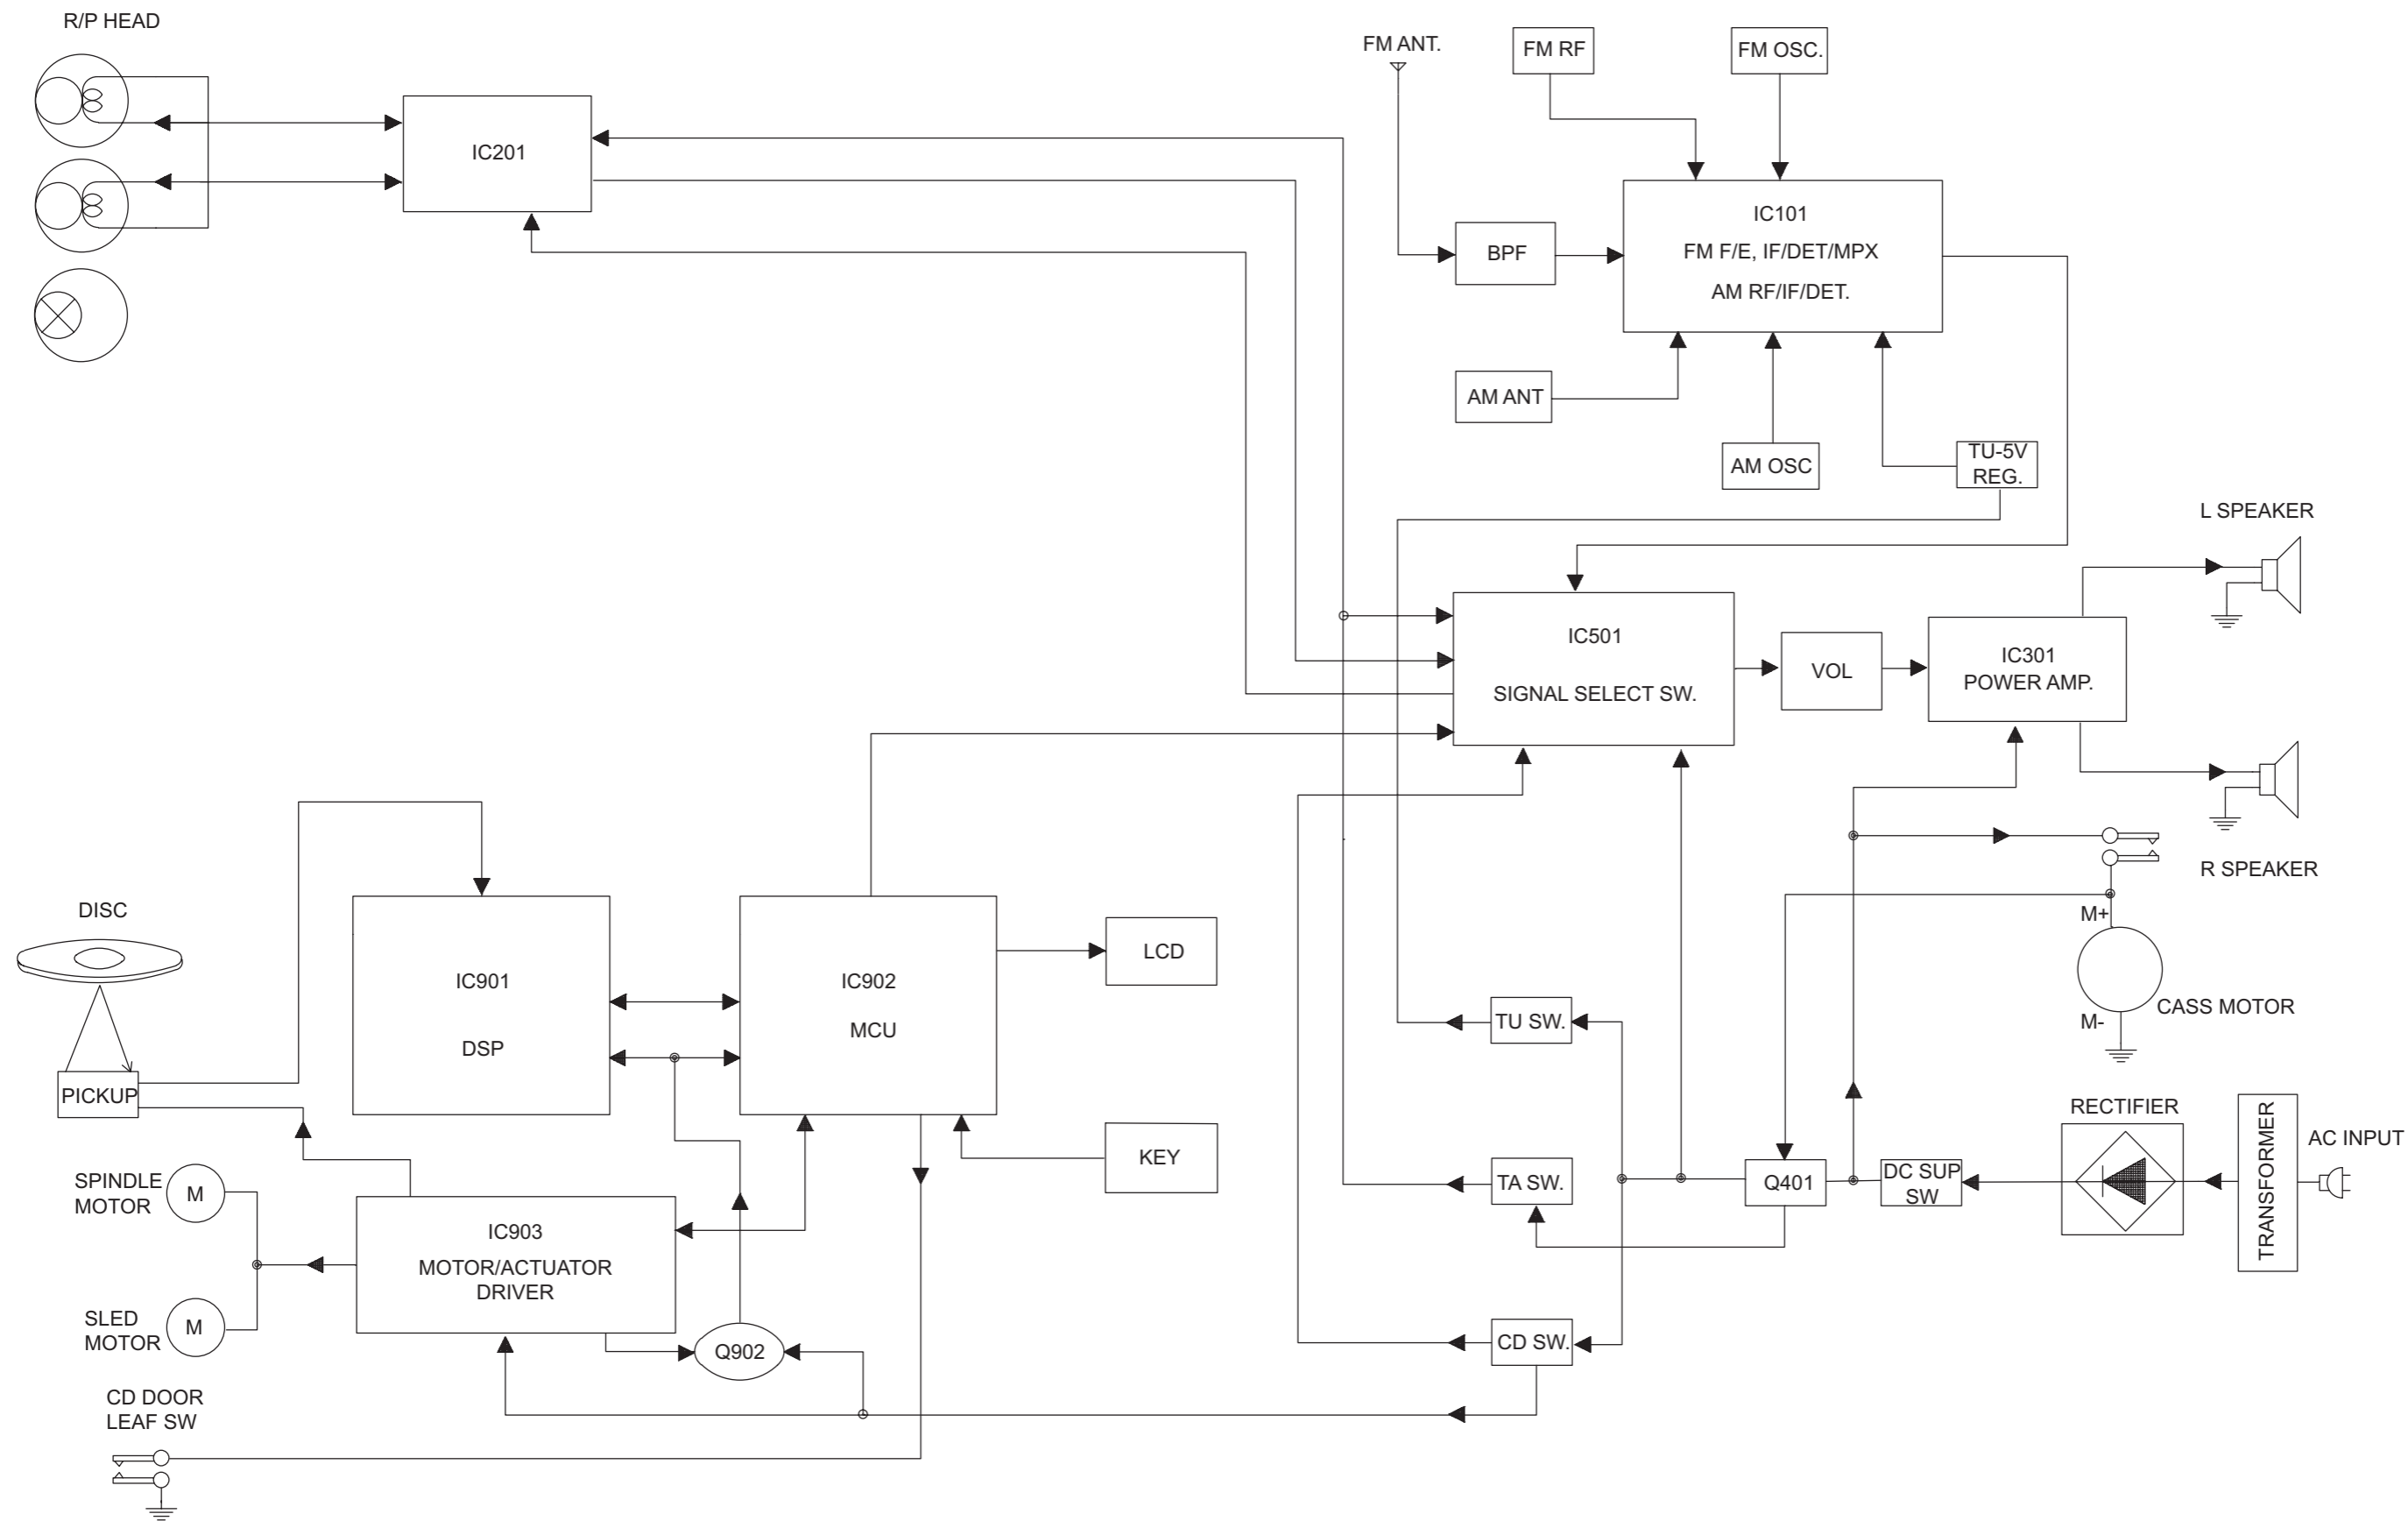 R/P HEAD
FM ANT.
FM RF
FM OSC.
IC201
IC101
FM F/E, IF/DET/MPX
AM RF/IF/DET.
BPF
AM ANT
AM OSC
TU-5V
REG.
L SPEAKER
IC501
SIGNAL SELECT SW.
VOL
IC301
POWER AMP.
R SPEAKER
DISC
PICKUP
IC901
DSP
IC902
MCU
LCD
KEY
M+
CASS MOTOR
M-
TU SW.
TA SW.
CD SW.
Q401
DC SUP
SW
RECTIFIER
TRANSFORMER
AC INPUT
SPINDLE
MOTOR
M
SLED
MOTOR
M
IC903
MOTOR/ACTUATOR
DRIVER
Q902
CD DOOR
LEAF SW